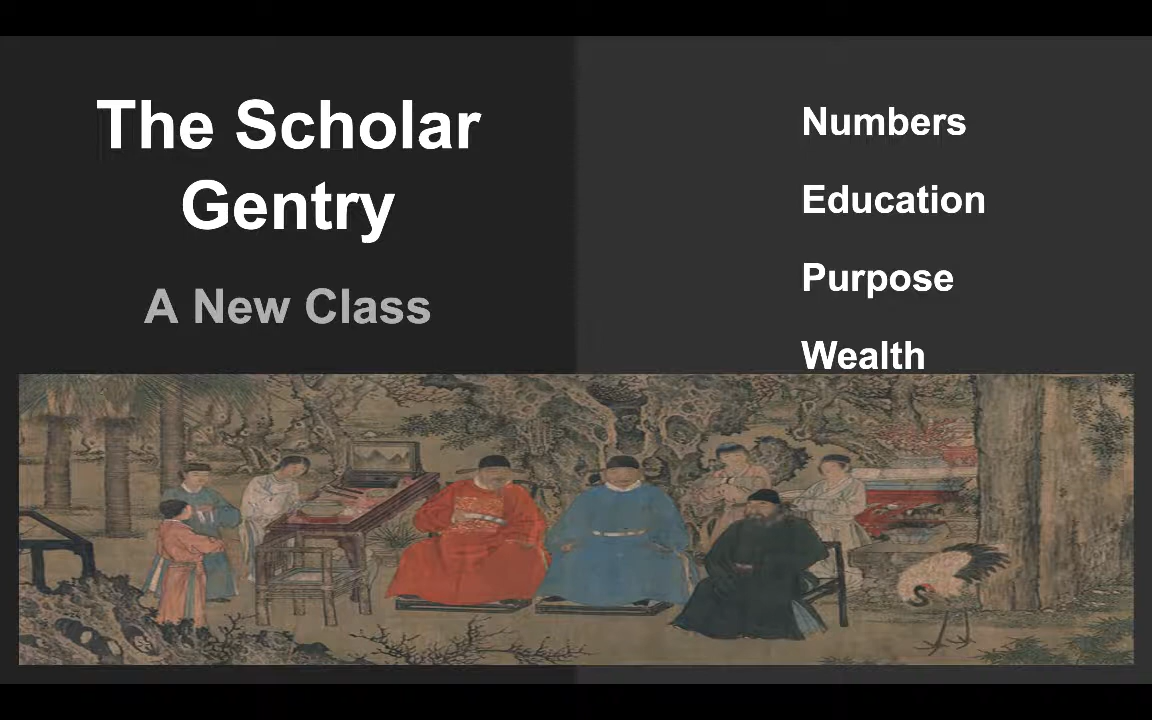 The Scholar
Gentry
A New Class
Numbers
Education
Purpose
Wealth